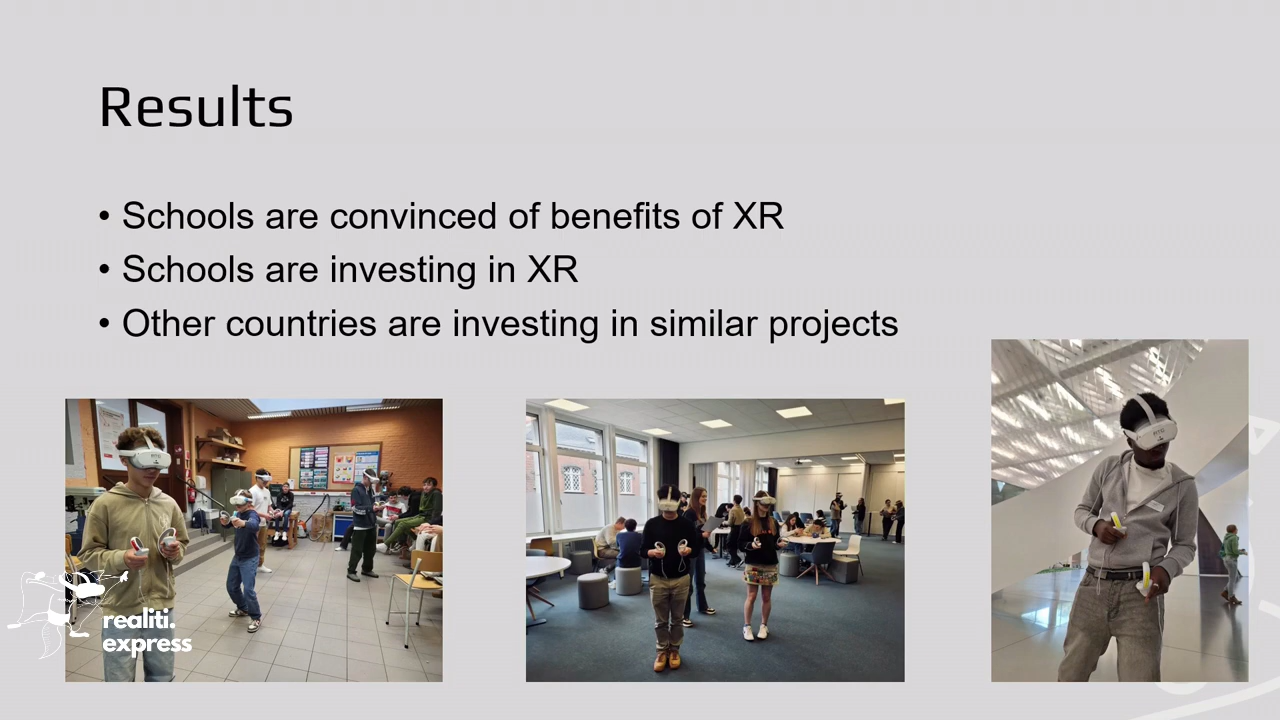 Results
• Schools are convinced of benefits of XR
• Schools are investing in XR
• Other countries are investing in similar projects
realiti.
express